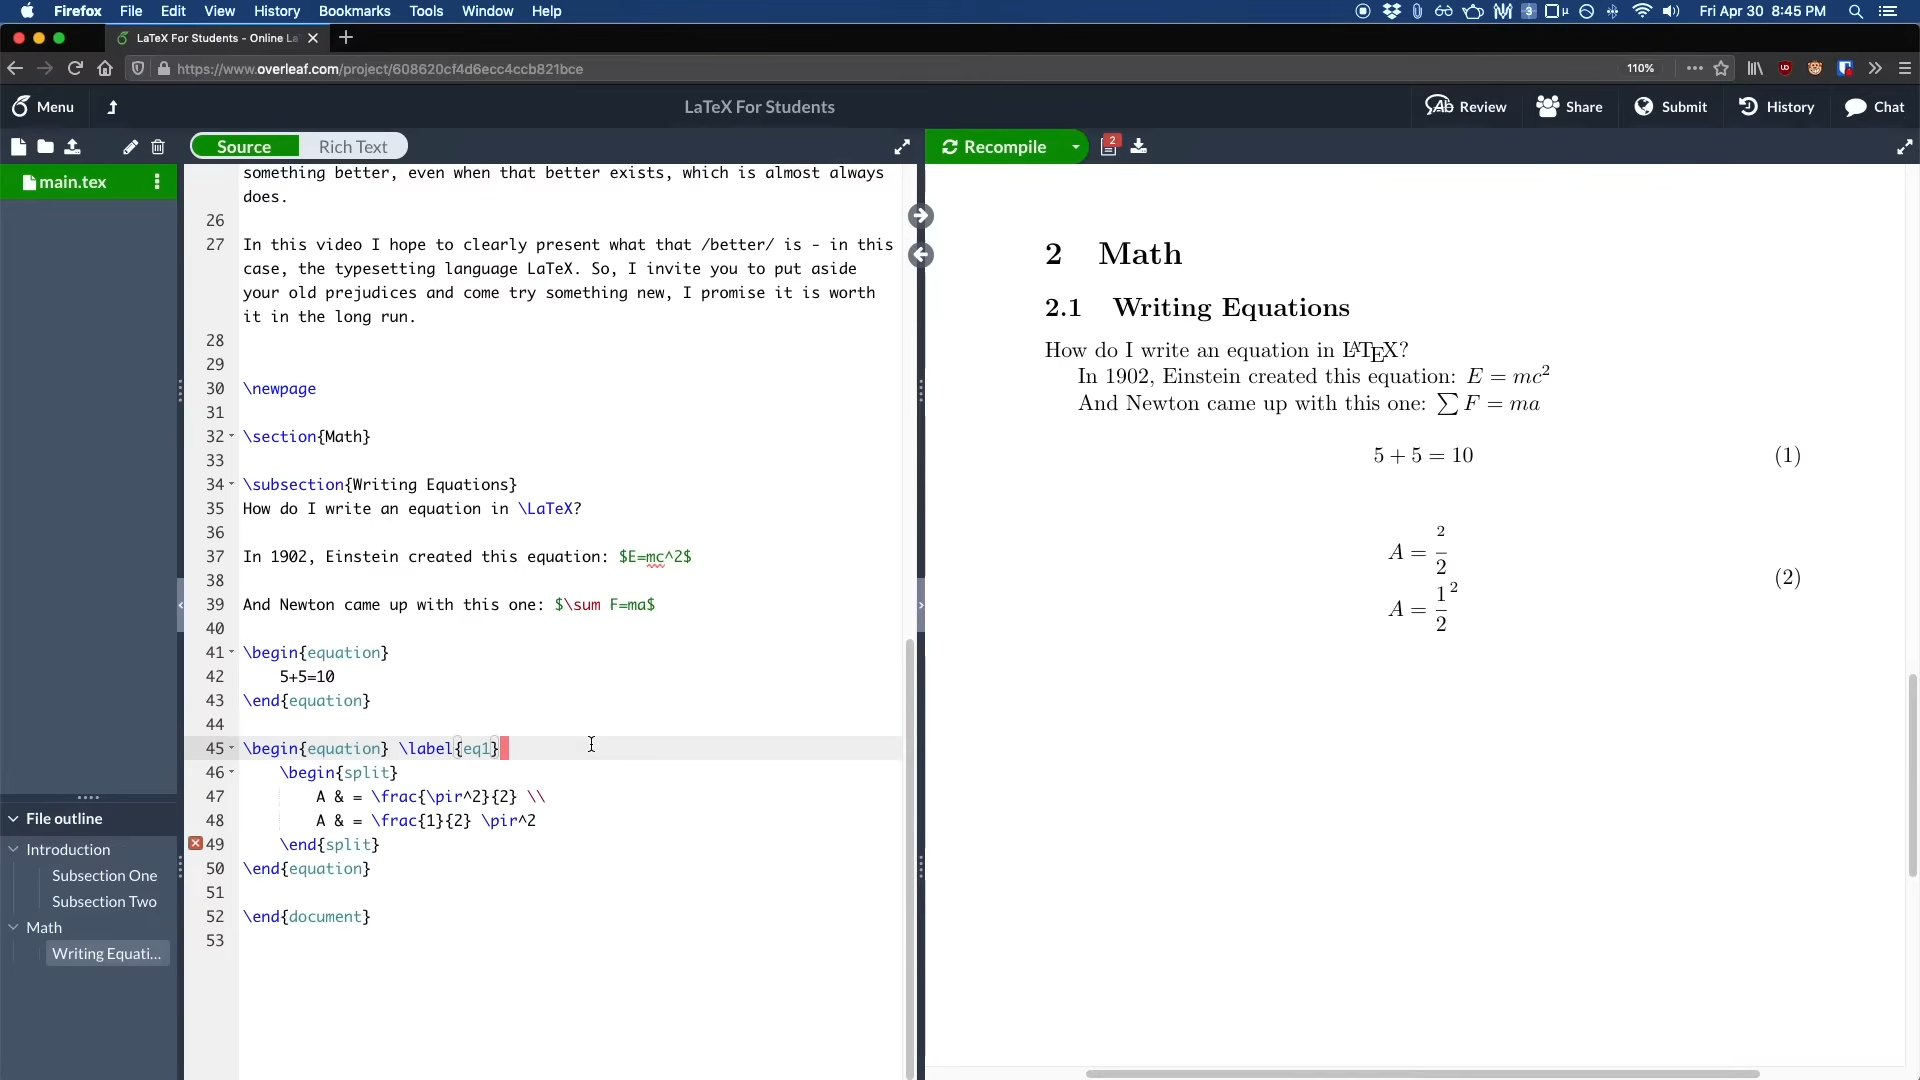 Firefox File Edit View History Bookmarks Tools Window Help
3
Fri Apr 30 8:45 PM
LaTeX For Students - Online La
https://www.overleaf.com/project/608620cf4d6ecc4ccb821bce
110%
Menu
LaTeX For Students
Review Share Submit History Chat
Source Rich Text
Recompile
2
main.tex
something better, even when that better exists, which is almost always
does.
26
27 In this video I hope to clearly present what that /better/ is - in this
case, the typesetting language LaTeX. So, I invite you to put aside
your old prejudices and come try something new, I promise it is worth
it in the long run.
28
29
30 \newpage
31
32 \section{Math}
33
34 \subsection{Writing Equations}
35 How do I write an equation in \LaTeX?
36
37 In 1902, Einstein created this equation: $E=mc^2$
38
39 And Newton came up with this one: $\sum F=ma$
40
41 \begin{equation}
42 5+5=10
43 \end{equation}
44
45 \begin{equation} \label{eq1}
46 \begin{split}
47 A & = \frac{\pir^2}{2} \\
48 A & = \frac{1}{2} \pir^2
49 \end{split}
50 \end{equation}
51
52 \end{document}
53
File outline
Introduction
Subsection One
Subsection Two
Math
Writing Equati...
2 Math
2.1 Writing Equations
How do I write an equation in LATEX?
In 1902, Einstein created this equation: E = mc²
And Newton came up with this one: ∑ F = ma
5 + 5 = 10 (1)
2
A = —
2
(2)
1 2
A = —
2